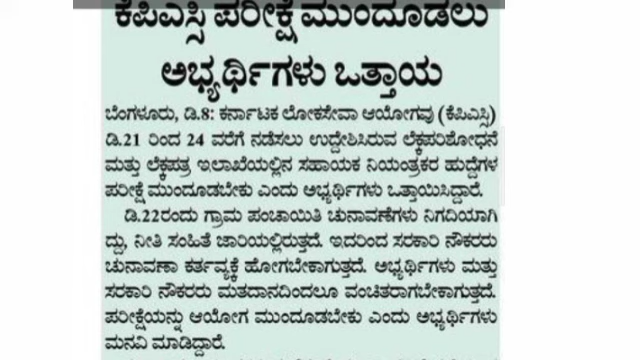 ಕೆಪಿಎಸ್ಸಿ ಪರೀಕ್ಷೆ ಮುಂದೂಡಲು
ಅಭ್ಯರ್ಥಿಗಳು ಒತ್ತಾಯ
ಬೆಂಗಳೂರು, ಡಿ.8: ಕರ್ನಾಟಕ ಲೋಕಸೇವಾ ಆಯೋಗವು (ಕೆಪಿಎಸ್ಸಿ)
ಡಿ.21 ರಿಂದ 24 ವರೆಗೆ ನಡೆಸಲು ಉದ್ದೇಶಿಸಿರುವ ಲೆಕ್ಕಪರಿಶೋಧನೆ
ಮತ್ತು ಲೆಕ್ಕಪತ್ರ ಇಲಾಖೆಯಲ್ಲಿನ ಸಹಾಯಕ ನಿಯಂತ್ರಕರ ಹುದ್ದೆಗಳ
ಪರೀಕ್ಷೆ ಮುಂದೂಡಬೇಕು ಎಂದು ಅಭ್ಯರ್ಥಿಗಳು ಒತ್ತಾಯಿಸಿದ್ದಾರೆ.
ಡಿ.22ರಂದು ಗ್ರಾಮ ಪಂಚಾಯಿತಿ ಚುನಾವಣೆಗಳು ನಿಗದಿಯಾಗಿ
ದ್ದು, ನೀತಿ ಸಂಹಿತೆ ಜಾರಿಯಲ್ಲಿರುತ್ತದೆ. ಇದರಿಂದ ಸರಕಾರಿ ನೌಕರರು
ಚುನಾವಣಾ ಕರ್ತವ್ಯಕ್ಕೆ ಹೋಗಬೇಕಾಗುತ್ತದೆ. ಅಭ್ಯರ್ಥಿಗಳು ಮತ್ತು
ಸರಕಾರಿ ನೌಕರರು ಮತದಾನದಿಂದಲೂ ವಂಚಿತರಾಗಬೇಕಾಗುತ್ತದೆ.
ಪರೀಕ್ಷೆಯನ್ನು ಆಯೋಗ ಮುಂದೂಡಬೇಕು ಎಂದು ಅಭ್ಯರ್ಥಿಗಳು
ಮನವಿ ಮಾಡಿದ್ದಾರೆ.